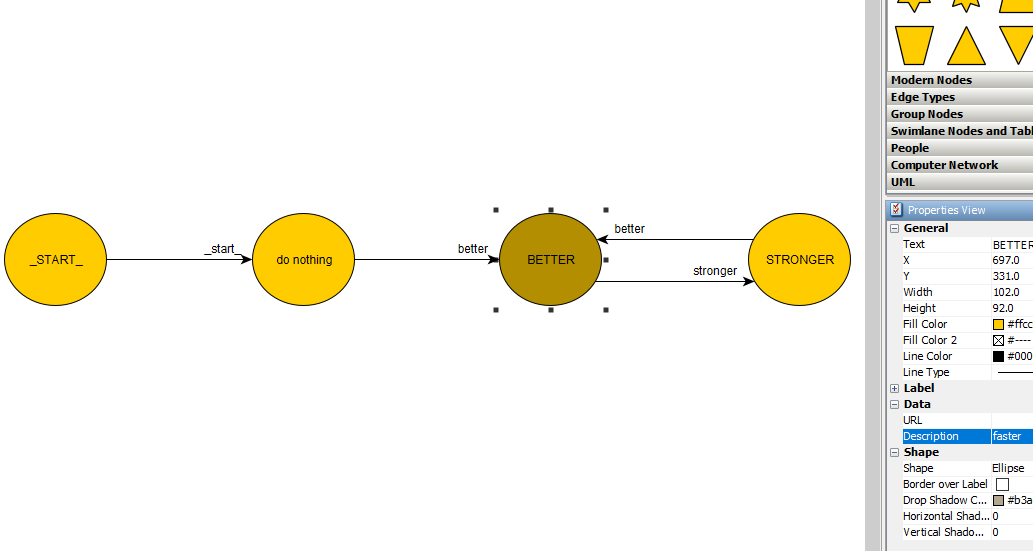 _START_
_start_
do nothing
better
BETTER
better
stronger
STRONGER
Modern Nodes
Edge Types
Group Nodes
Swimlane Nodes and Tabl
People
Computer Network
UML
Properties View
General
Text BETTER
X 697.0
Y 331.0
Width 102.0
Height 92.0
Fill Color #ffcc
Fill Color 2 #----
Line Color #000
Line Type
Label
Data
URL
Description faster
Shape
Shape Ellipse
Border over Label
Drop Shadow C... #b3a
Horizontal Shad... 0
Vertical Shado... 0